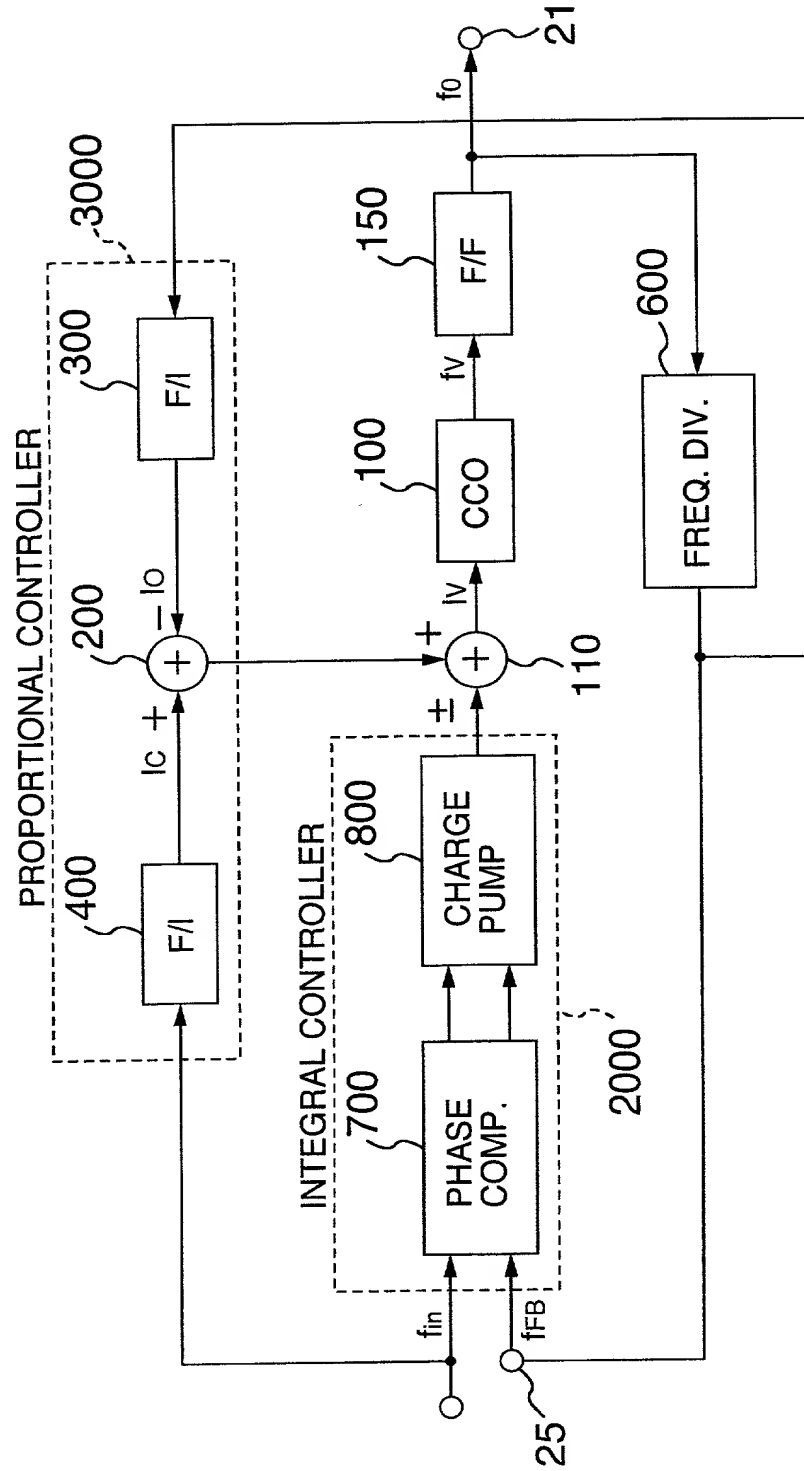 PROPORTIONAL CONTROLLER
3000
400
F/I
IC
+
200
+
− IO
300
F/I
INTEGRAL CONTROLLER
fin
fFB
25
700
PHASE
COMP.
800
CHARGE
PUMP
2000
±
+
+
110
IV
100
CCO
fV
150
F/F
f0
21
600
FREQ. DIV.